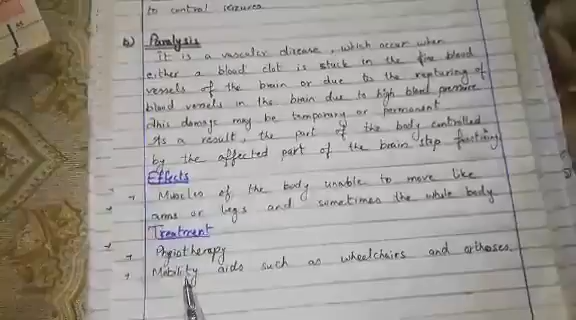 to control seizures
b) Paralysis
It is a vascular disease, which occur when
either a blood clot is stuck in the fine blood
vessels of the brain or due to the rupturing of
blood vessels in the brain due to high blood pressure
This damage may be temporary or permanent
As a result, the part of the body controlled
by the affected part of the brain stop functioning
Effects
→ Muscles of the body unable to move like
arms or legs and sometimes the whole body
Treatment
→ Physiotherapy
→ Mobility aids such as wheelchairs and orthoses.